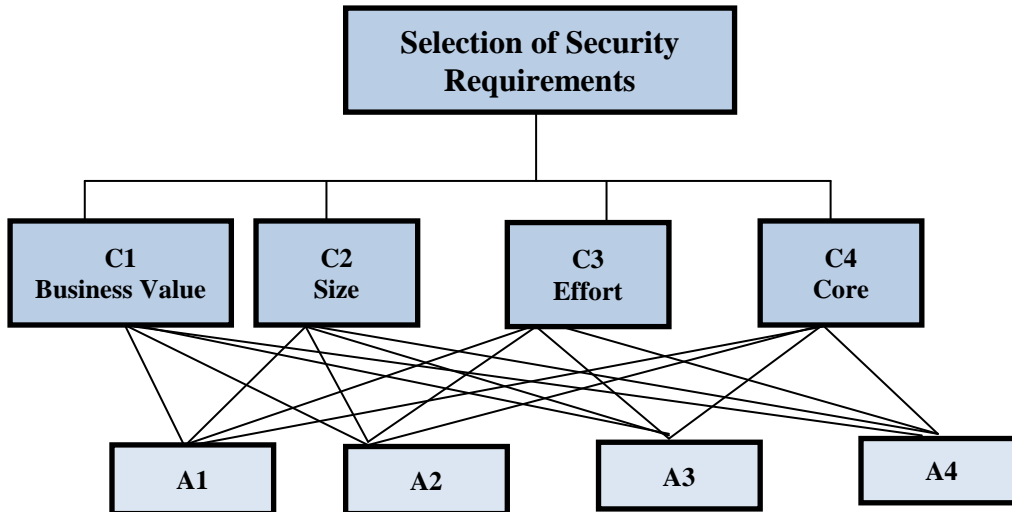 Selection of Security
Requirements
C1
Business Value
C2
Size
C3
Effort
C4
Core
A1
A2
A3
A4